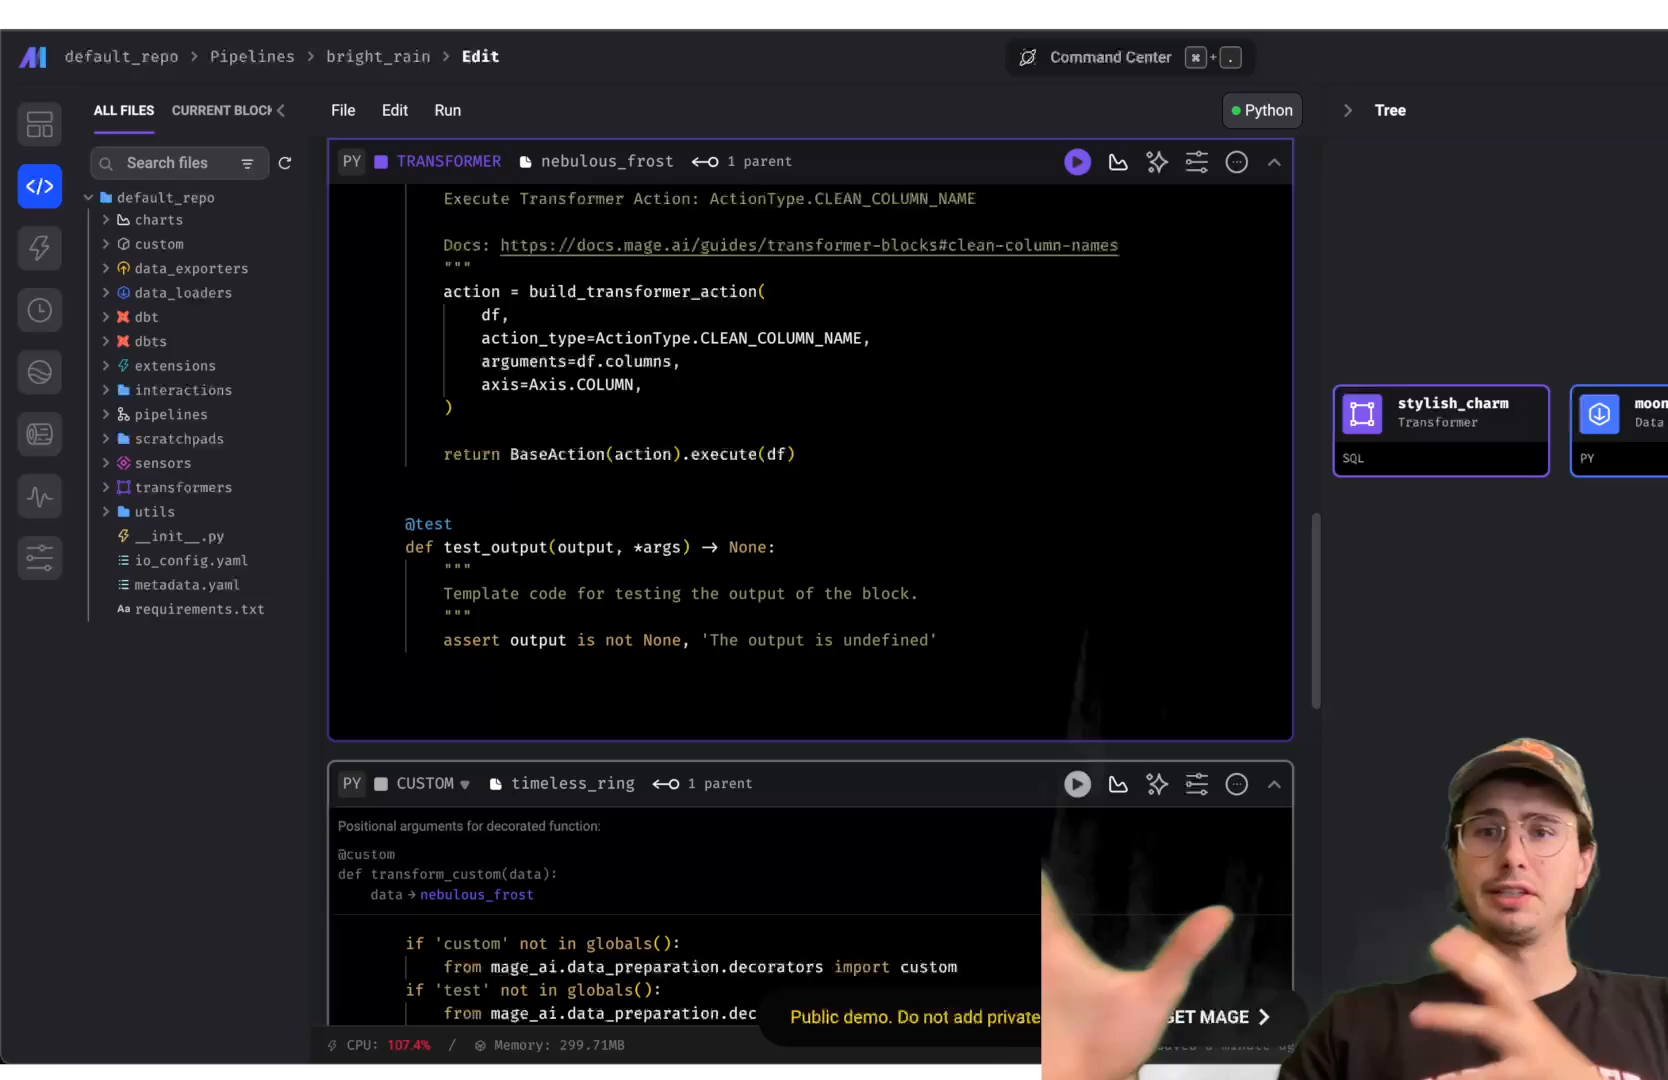 default_repo > Pipelines > bright_rain > Edit
Command Center ⌘ + .
ALL FILES CURRENT BLOCK
File Edit Run
Python
Tree
Search files
default_repo
charts
custom
data_exporters
data_loaders
dbt
dbts
extensions
interactions
pipelines
scratchpads
sensors
transformers
utils
__init__.py
io_config.yaml
metadata.yaml
Aa requirements.txt
PY TRANSFORMER nebulous_frost 1 parent
Execute Transformer Action: ActionType.CLEAN_COLUMN_NAME
Docs: https://docs.mage.ai/guides/transformer-blocks#clean-column-names
"""
action = build_transformer_action(
df,
action_type=ActionType.CLEAN_COLUMN_NAME,
arguments=df.columns,
axis=Axis.COLUMN,
)
return BaseAction(action).execute(df)
@test
def test_output(output, *args) → None:
"""
Template code for testing the output of the block.
"""
assert output is not None, 'The output is undefined'
PY CUSTOM timeless_ring 1 parent
Positional arguments for decorated function:
@custom
def transform_custom(data):
data → nebulous_frost
if 'custom' not in globals():
from mage_ai.data_preparation.decorators import custom
if 'test' not in globals():
from mage_ai.data_preparation.dec
Public demo. Do not add private
GET MAGE >
CPU: 107.4% / Memory: 299.71MB
stylish_charm
Transformer
SQL
moon
Data
PY